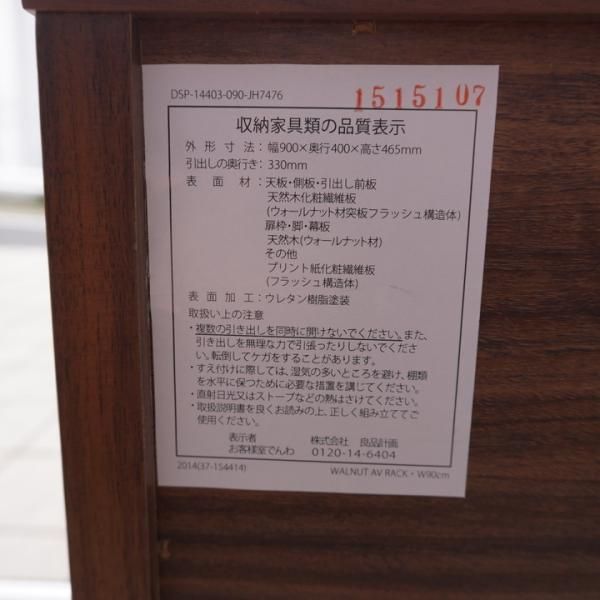 DSP-14403-090-JH7476
1515107
収納家具類の品質表示
外形寸法：幅900×奥行400×高さ465mm
引出しの奥行き：330mm
表面材：天板・側板・引出し前板
天然木化粧繊維板
(ウォールナット材突板フラッシュ構造体)
扉枠・脚・幕板
天然木(ウォールナット材)
その他
プリント紙化粧繊維板
(フラッシュ構造体)
表面加工：ウレタン樹脂塗装
取扱い上の注意
・複数の引き出しを同時に開けないでください。また、
引き出しを無理な力で引張ったりしないでくださ
い。転倒してケガをすることがあります。
・すえ付けに際しては、湿気の多いところを避け、棚類
を水平に保つために必要な措置を講じてください。
・直射日光又はストーブなどの熱はさけてください。
・取扱説明書を良くお読みの上、正しく組み立ててご
使用ください。
表示者 株式会社 良品計画
お客様室でんわ 0120-14-6404
2014(37-154414) WALNUT AV RACK・W90cm